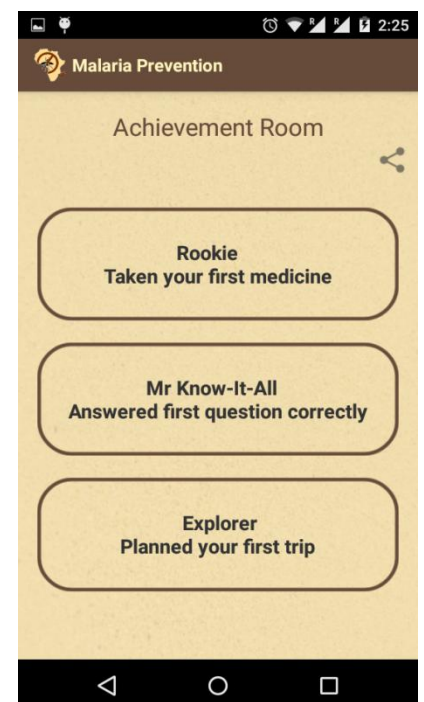 R R 2:25
Malaria Prevention
Achievement Room
Rookie
Taken your first medicine
Mr Know-It-All
Answered first question correctly
Explorer
Planned your first trip